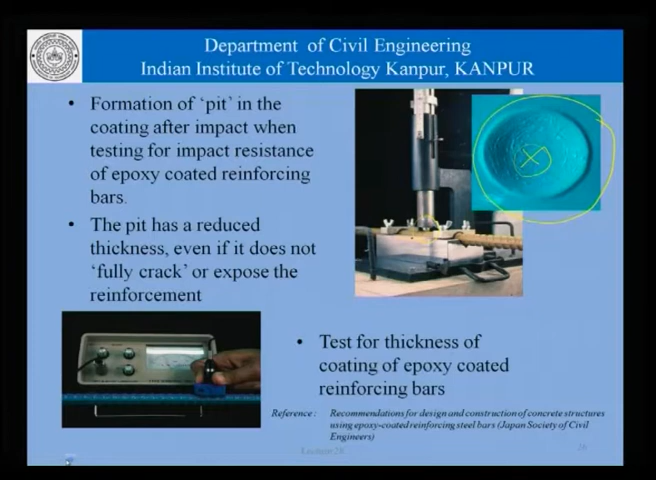 Department of Civil Engineering
Indian Institute of Technology Kanpur, KANPUR
• Formation of 'pit' in the
coating after impact when
testing for impact resistance
of epoxy coated reinforcing
bars.
• The pit has a reduced
thickness, even if it does not
'fully crack' or expose the
reinforcement
• Test for thickness of
coating of epoxy coated
reinforcing bars
Reference : Recommendations for design and construction of concrete structures
using epoxy-coated reinforcing steel bars (Japan Society of Civil
Engineers)
Lecture 28